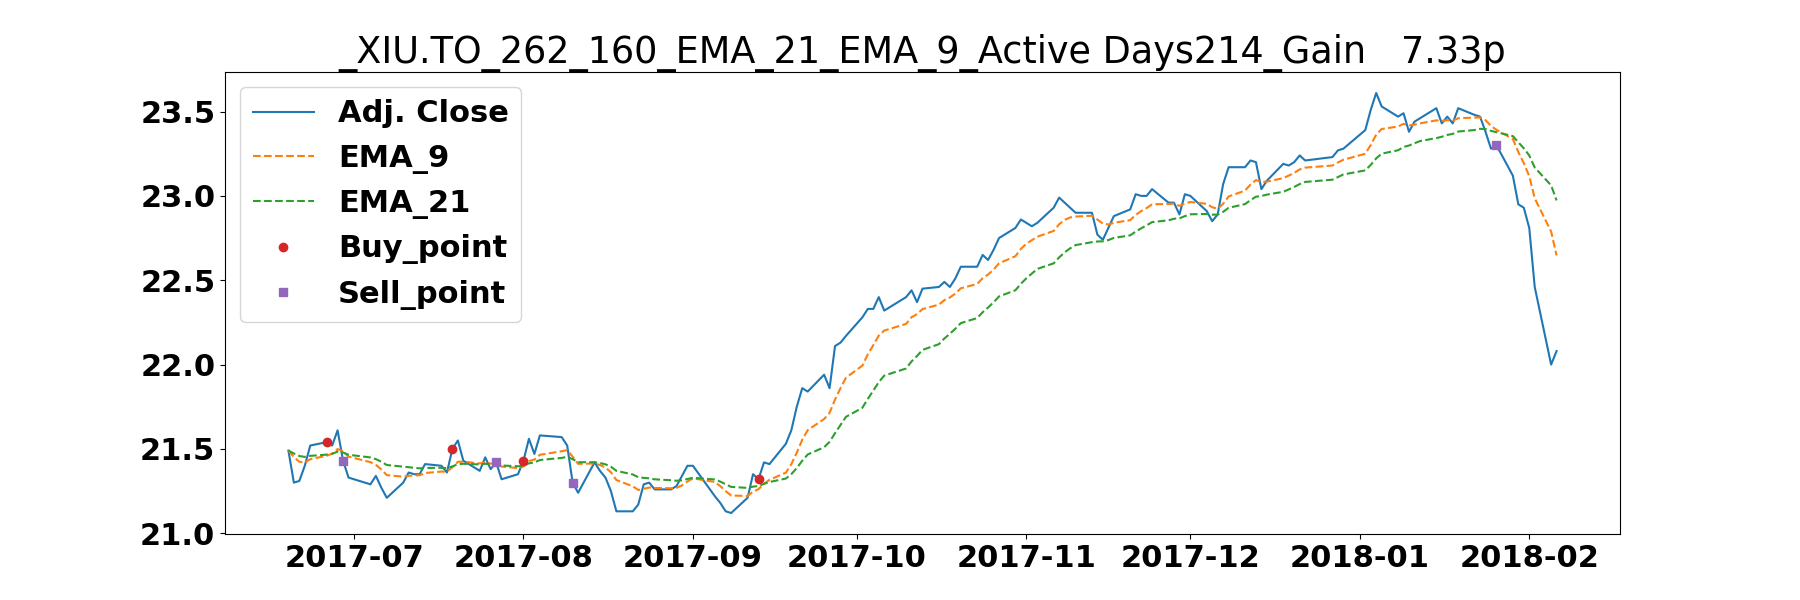 _XIU.TO_262_160_EMA_21_EMA_9_Active Days214_Gain   7.33p
Adj. Close
EMA_9
EMA_21
Buy_point
Sell_point
23.5
23.0
22.5
22.0
21.5
21.0
2017-07 2017-08 2017-09 2017-10 2017-11 2017-12 2018-01 2018-02